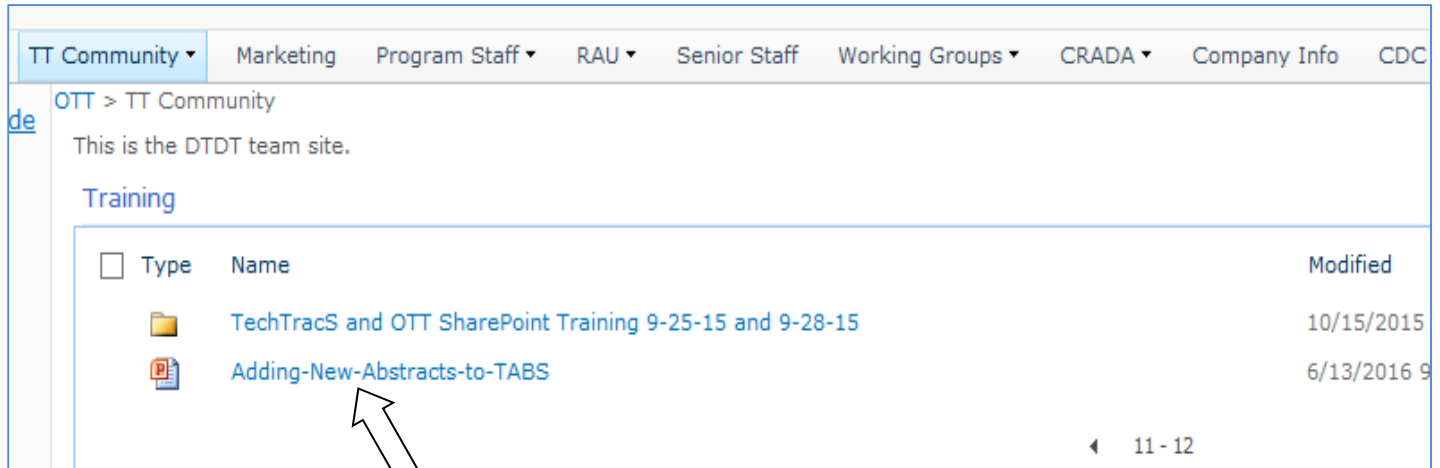 TT Community Marketing Program Staff RAU Senior Staff Working Groups CRADA Company Info CDC
OTT > TT Community
de
This is the DTDT team site.
Training
Type Name Modified
TechTracS and OTT SharePoint Training 9-25-15 and 9-28-15 10/15/2015
Adding-New-Abstracts-to-TABS 6/13/2016 9
11 - 12